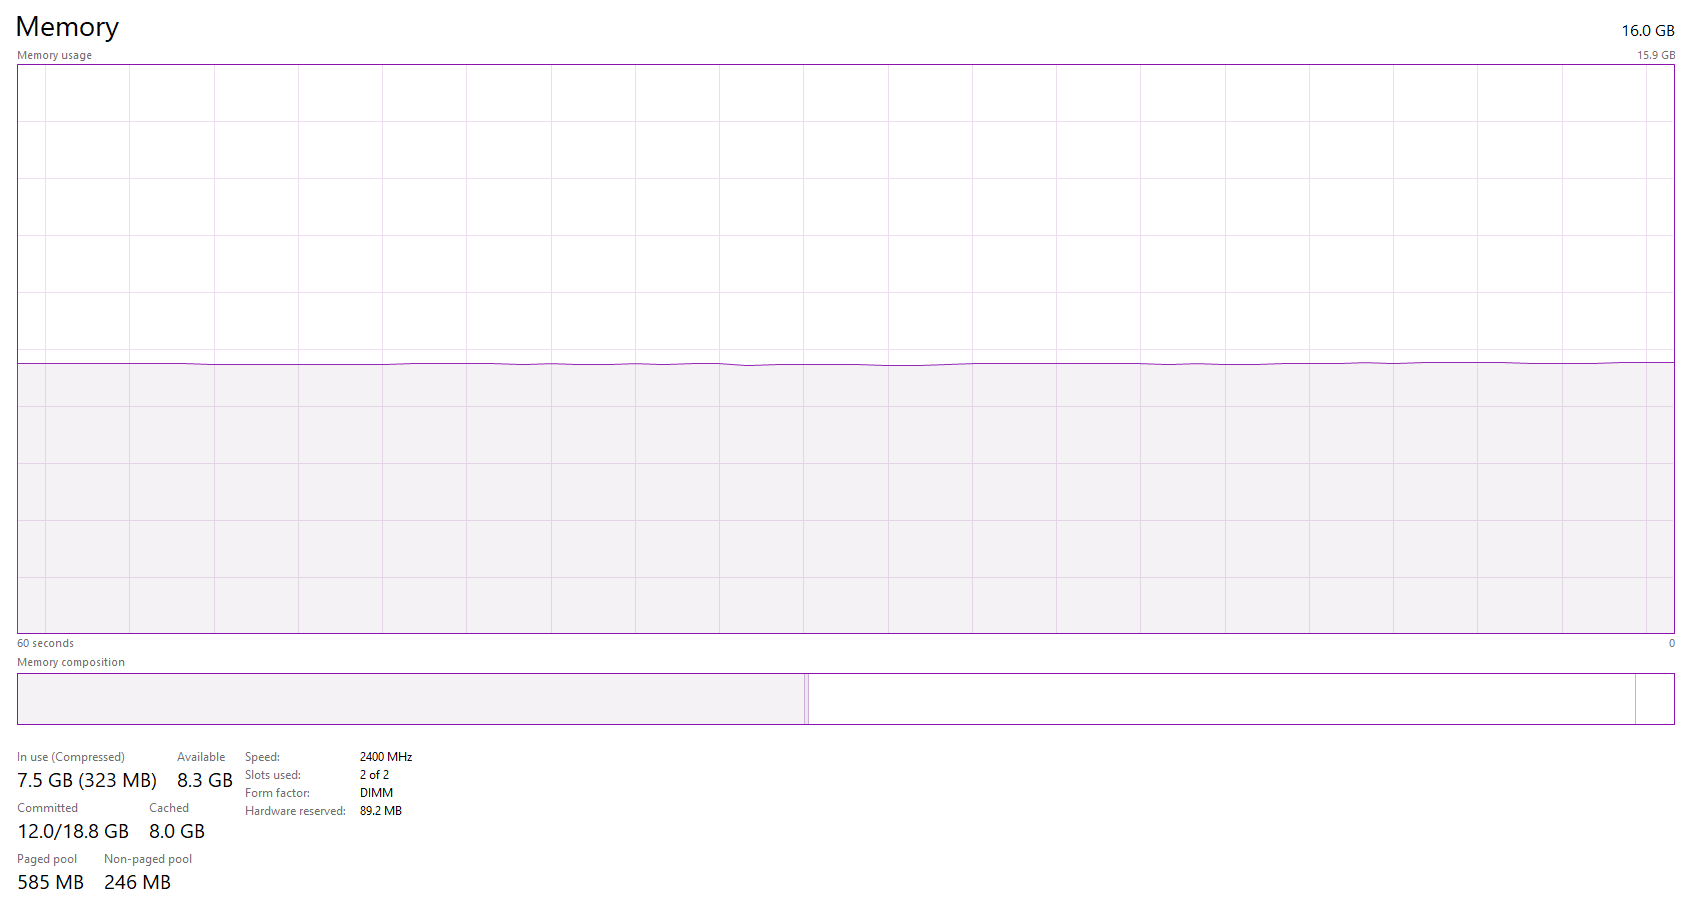 Memory
16.0 GB
Memory usage
15.9 GB
60 seconds
0
Memory composition
In use (Compressed)
7.5 GB (323 MB)
Available
8.3 GB
Committed
12.0/18.8 GB
Cached
8.0 GB
Paged pool
585 MB
Non-paged pool
246 MB
Speed: 2400 MHz
Slots used: 2 of 2
Form factor: DIMM
Hardware reserved: 89.2 MB